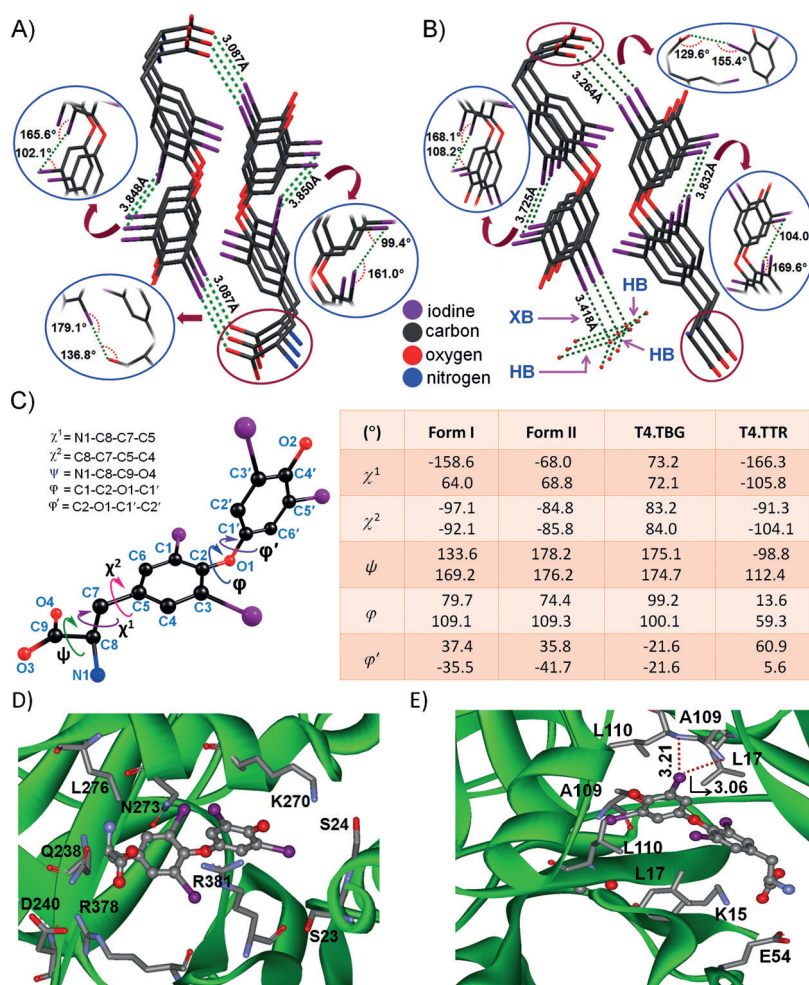 A)
3.087Å
165.6°
102.1°
3.848Å
3.850Å
99.4°
161.0°
3.087Å
179.1°
136.8°
B)
129.6°
155.4°
3.264Å
168.1°
108.2°
3.725Å
3.832Å
104.0
169.6°
3.418Å
XB
HB
HB
HB
iodine
carbon
oxygen
nitrogen
C)
χ¹ = N1-C8-C7-C5
χ² = C8-C7-C5-C4
ψ = N1-C8-C9-O4
φ = C1-C2-O1-C1′
φ′ = C2-O1-C1′-C2′
O2
C3′
C4′
C2′
C5′
C1′
C6′
φ′
C1
C6
C2
O1
φ
χ²
C7
C5
C3
C4
O4
C9
χ¹
C8
O3
ψ
N1
(°) Form I Form II T4.TBG T4.TTR
χ¹ -158.6 -68.0 73.2 -166.3
64.0 68.8 72.1 -105.8
χ² -97.1 -84.8 83.2 -91.3
-92.1 -85.8 84.0 -104.1
ψ 133.6 178.2 175.1 -98.8
169.2 176.2 174.7 112.4
φ 79.7 74.4 99.2 13.6
109.1 109.3 100.1 59.3
φ′ 37.4 35.8 -21.6 60.9
-35.5 -41.7 -21.6 5.6
D)
L276
N273
K270
S24
Q238
R381
D240
R378
S23
E)
A109
L110
L17
3.21
3.06
A109
L110
L17
K15
E54